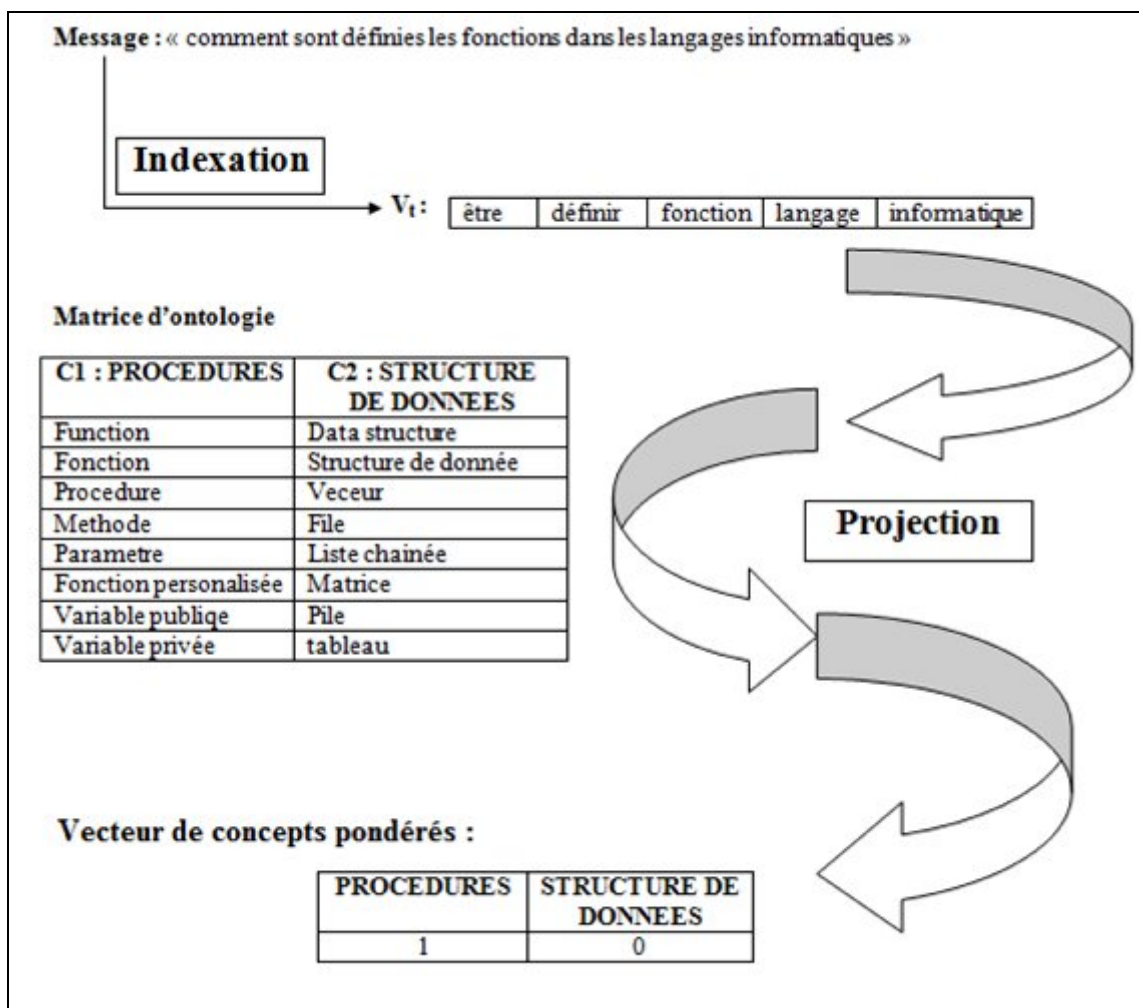 Message : « comment sont définies les fonctions dans les langages informatiques »
Indexation
Vt : être définir fonction langage informatique
Matrice d'ontologie
C1 : PROCEDURES C2 : STRUCTURE
DE DONNEES
Function Data structure
Fonction Structure de donnée
Procedure Veceur
Methode File
Parametre Liste chainée
Fonction personalisée Matrice
Variable publiqe Pile
Variable privée tableau
Projection
Vecteur de concepts pondérés :
PROCEDURES STRUCTURE DE
DONNEES
1 0